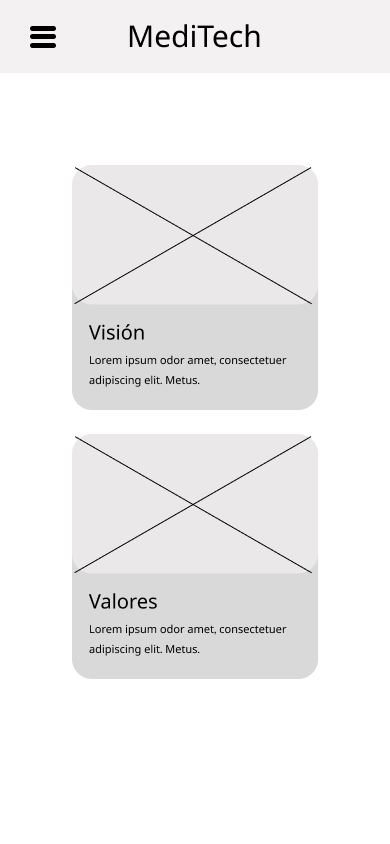 MediTech
Visión
Lorem ipsum odor amet, consectetuer
adipiscing elit. Metus.
Valores
Lorem ipsum odor amet, consectetuer
adipiscing elit. Metus.